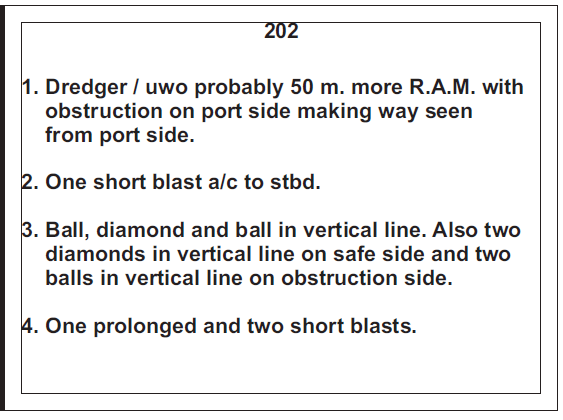 202
1. Dredger / uwo probably 50 m. more R.A.M. with
obstruction on port side making way seen
from port side.
2. One short blast a/c to stbd.
3. Ball, diamond and ball in vertical line. Also two
diamonds in vertical line on safe side and two
balls in vertical line on obstruction side.
4. One prolonged and two short blasts.